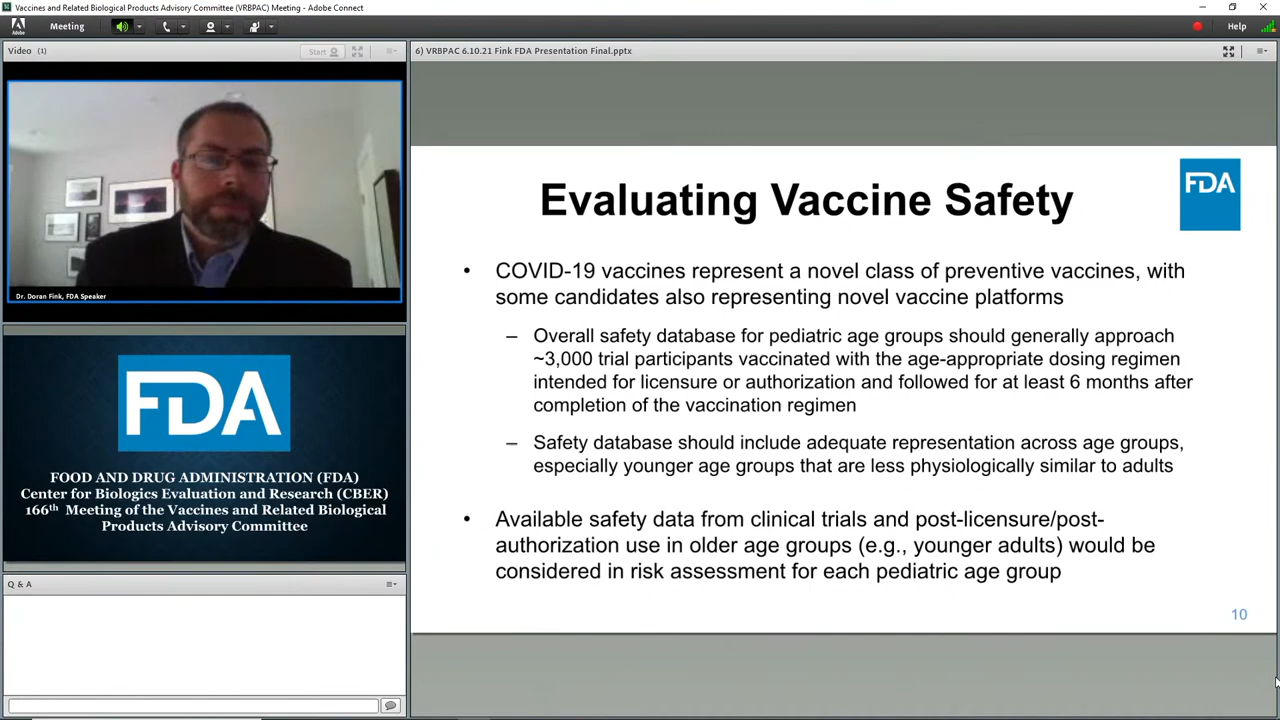 Vaccines and Related Biological Products Advisory Committee (VRBPAC) Meeting - Adobe Connect
Meeting
Help
Video (1)
Start
6) VRBPAC 6.10.21 Fink FDA Presentation Final.pptx
Dr. Doran Fink, FDA Speaker
FDA
FOOD AND DRUG ADMINISTRATION (FDA)
Center for Biologics Evaluation and Research (CBER)
166th Meeting of the Vaccines and Related Biological
Products Advisory Committee
Q & A
Evaluating Vaccine Safety
FDA
• COVID-19 vaccines represent a novel class of preventive vaccines, with
some candidates also representing novel vaccine platforms
– Overall safety database for pediatric age groups should generally approach
~3,000 trial participants vaccinated with the age-appropriate dosing regimen
intended for licensure or authorization and followed for at least 6 months after
completion of the vaccination regimen
– Safety database should include adequate representation across age groups,
especially younger age groups that are less physiologically similar to adults
• Available safety data from clinical trials and post-licensure/post-
authorization use in older age groups (e.g., younger adults) would be
considered in risk assessment for each pediatric age group
10